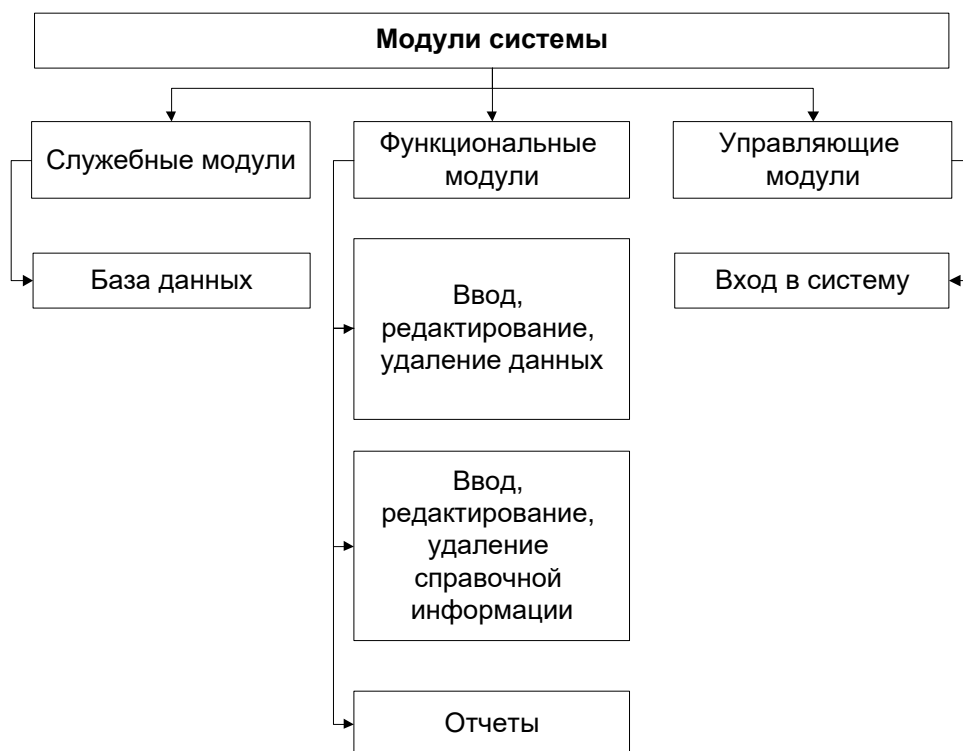 Модули системы
Служебные модули
Функциональные
модули
Управляющие
модули
База данных
Ввод,
редактирование,
удаление данных
Вход в систему
Ввод,
редактирование,
удаление
справочной
информации
Отчеты